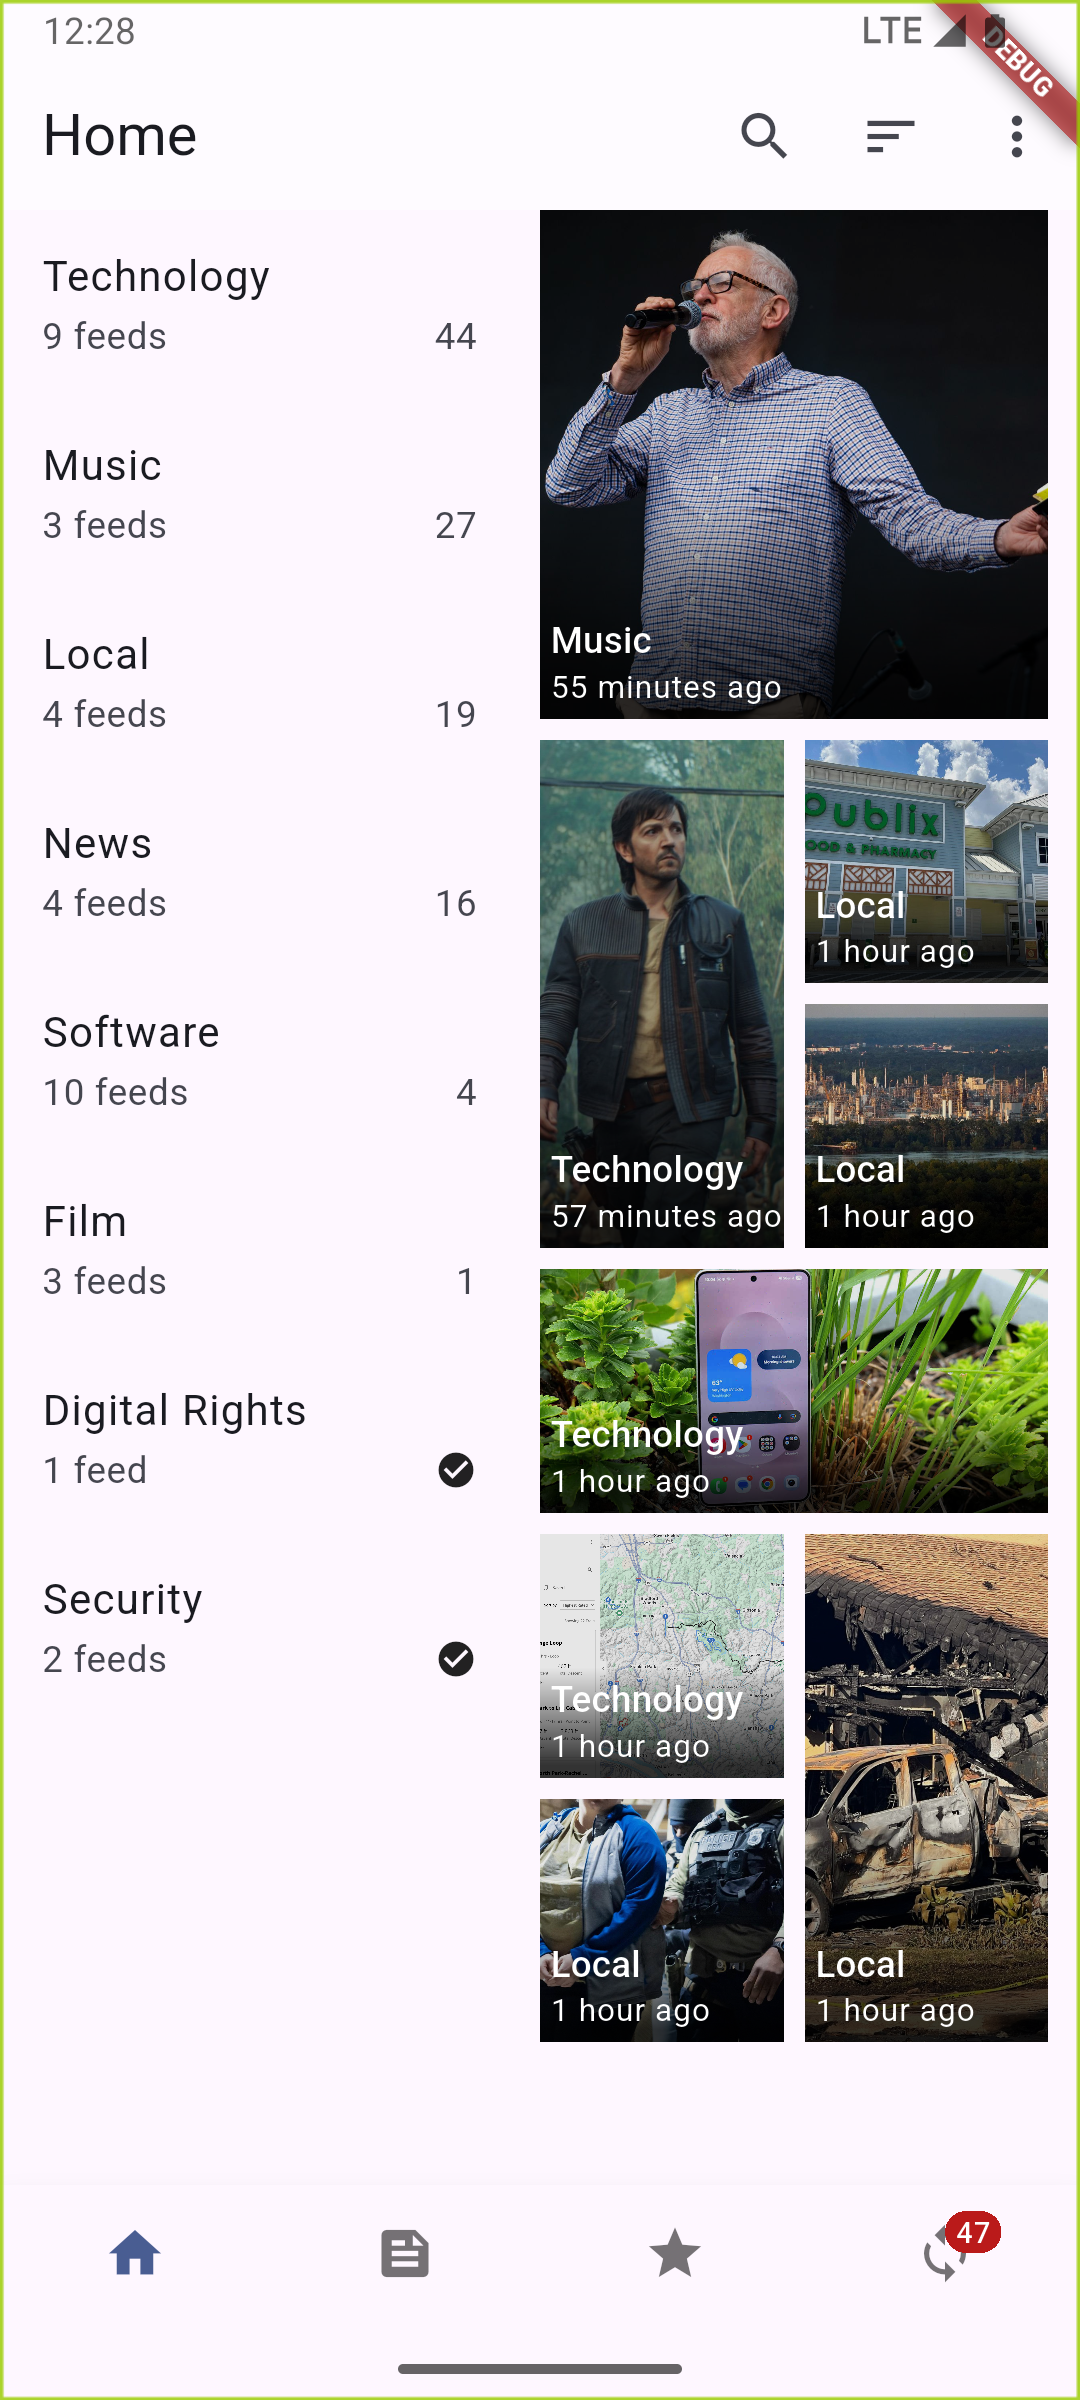 12:28
LTE
DEBUG
Home
Technology
9 feeds
44
Music
3 feeds
27
Local
4 feeds
19
News
4 feeds
16
Software
10 feeds
4
Film
3 feeds
1
Digital Rights
1 feed
Security
2 feeds
Music
55 minutes ago
Technology
57 minutes ago
Publix
FOOD & PHARMACY
Local
1 hour ago
Local
1 hour ago
63°
Technology
1 hour ago
Technology
1 hour ago
Local
1 hour ago
Local
1 hour ago
47